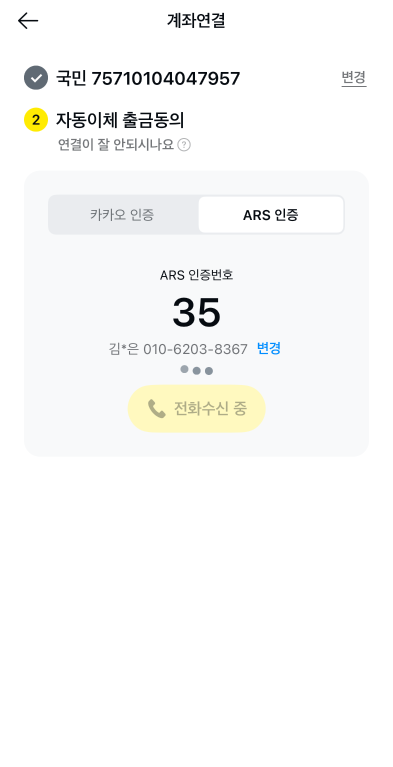 계좌연결
국민 75710104047957
변경
2 자동이체 출금동의
연결이 잘 안되시나요 ?
카카오 인증
ARS 인증
ARS 인증번호
35
김*은 010-6203-8367 변경
전화수신 중